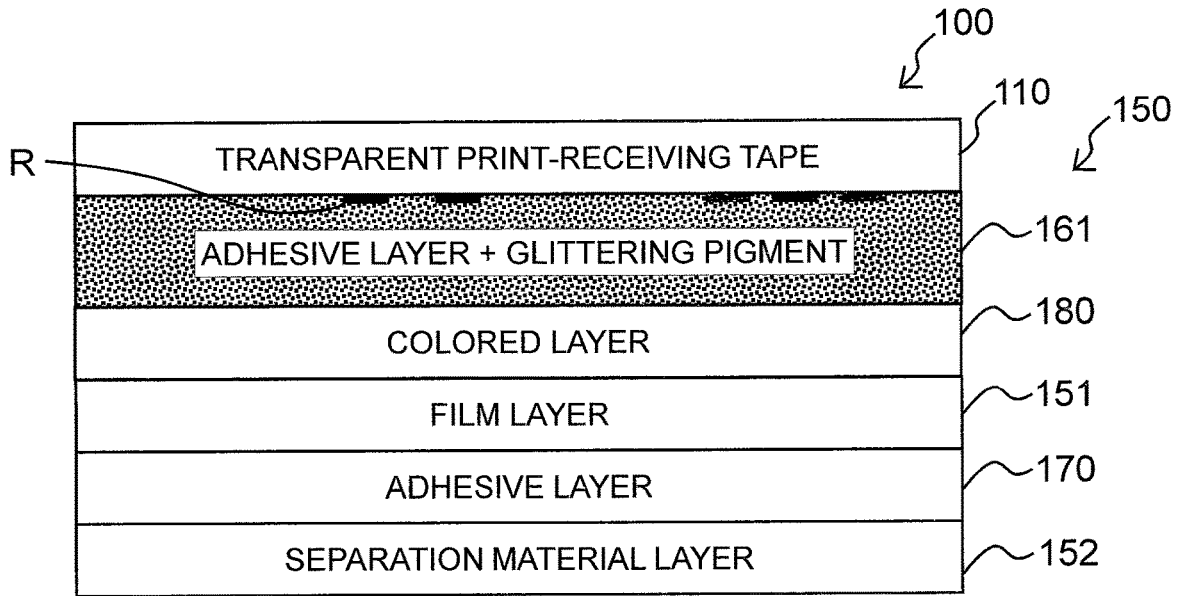 100
110
150
TRANSPARENT PRINT-RECEIVING TAPE
R
161
ADHESIVE LAYER + GLITTERING PIGMENT
180
COLORED LAYER
151
FILM LAYER
170
ADHESIVE LAYER
152
SEPARATION MATERIAL LAYER